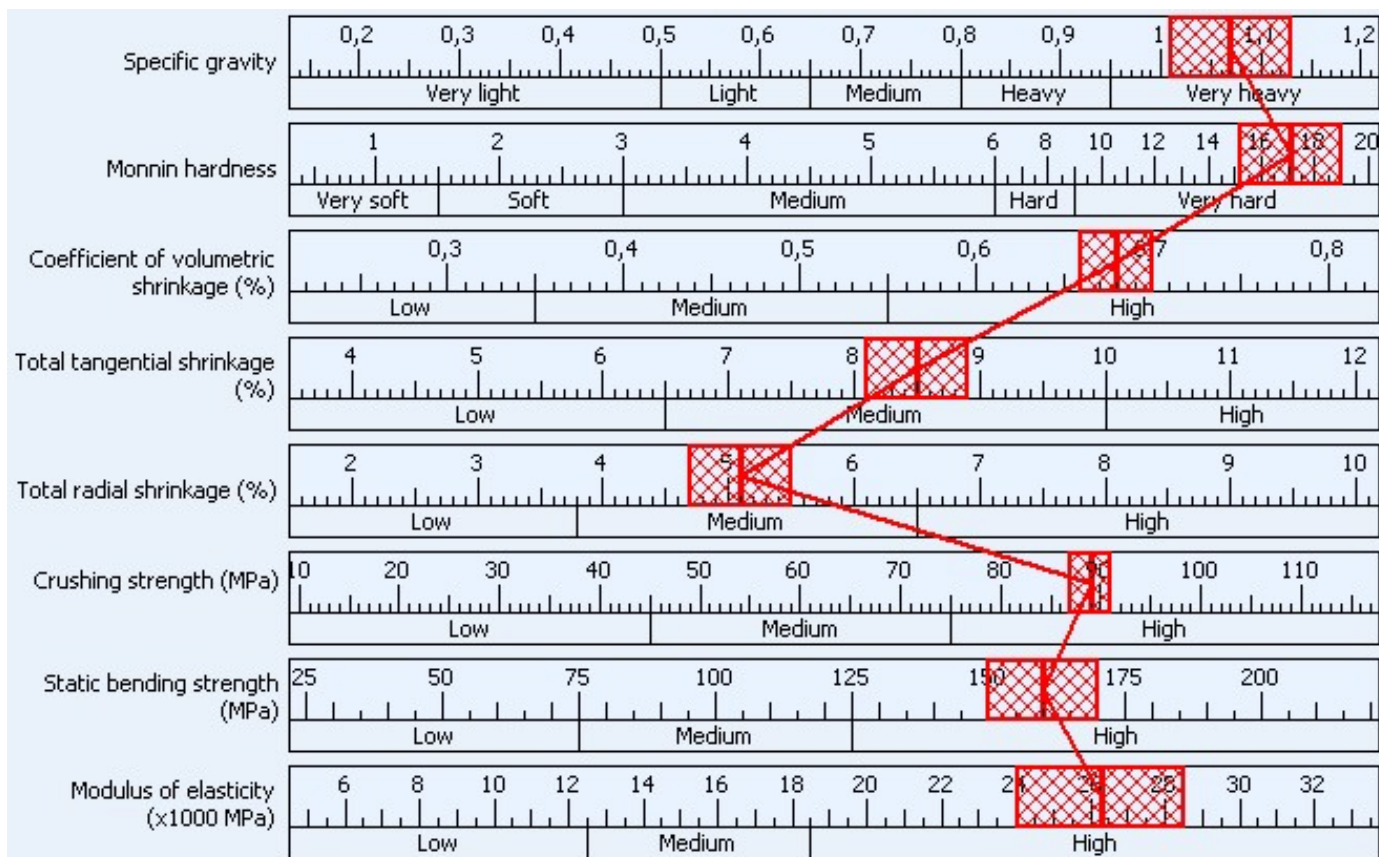 0,2 0,3 0,4 0,5 0,6 0,7 0,8 0,9 1 1,1 1,2
Specific gravity
Very light Light Medium Heavy Very heavy
1 2 3 4 5 6 8 10 12 14 16 18 20
Monnin hardness
Very soft Soft Medium Hard Very hard
0,3 0,4 0,5 0,6 0,7 0,8
Coefficient of volumetric
shrinkage (%)
Low Medium High
4 5 6 7 8 9 10 11 12
Total tangential shrinkage
(%)
Low Medium High
2 3 4 5 6 7 8 9 10
Total radial shrinkage (%)
Low Medium High
10 20 30 40 50 60 70 80 90 100 110
Crushing strength (MPa)
Low Medium High
25 50 75 100 125 150 175 200
Static bending strength
(MPa)
Low Medium High
6 8 10 12 14 16 18 20 22 24 26 28 30 32
Modulus of elasticity
(x1000 MPa)
Low Medium High